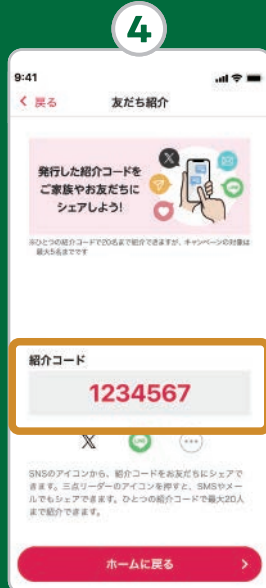 4
9:41
戻る
友だち紹介
発行した紹介コードを
ご家族やお友だちに
シェアしよう!
※ひとつの紹介コードで20名まで紹介できますが、キャンペーンの対象は
最大5名までです
紹介コード
1234567
SNSのアイコンから、紹介コードをお友だちにシェアで
きます。三点リーダーのアイコンを押すと、SMSやメー
ルでもシェアできます。ひとつの紹介コードで最大20人
まで紹介できます。
ホームに戻る